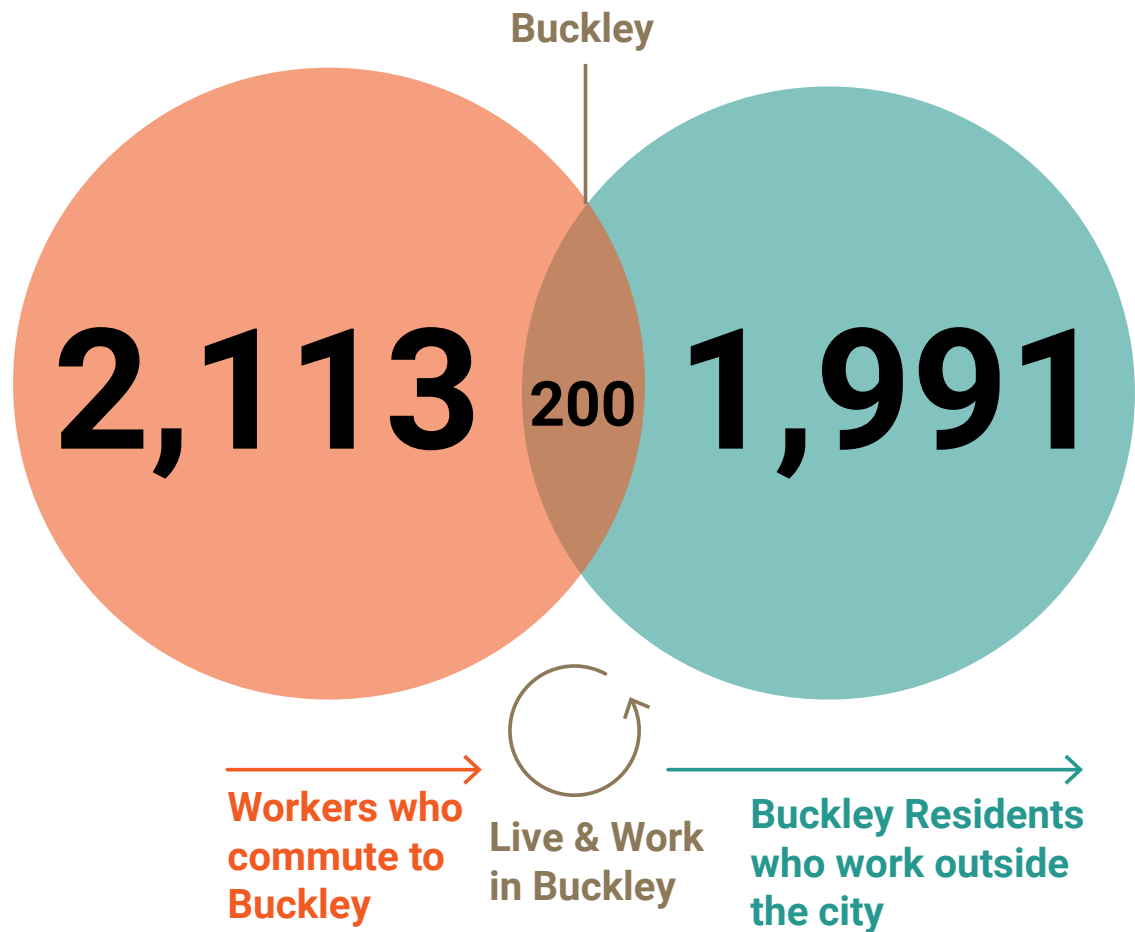 Buckley
2,113
200
1,991
Workers who
commute to
Buckley
Live & Work
in Buckley
Buckley Residents
who work outside
the city